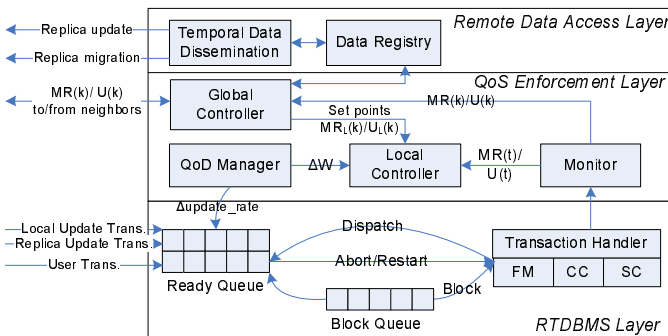 Remote Data Access Layer
Replica update
Temporal Data
Dissemination
Data Registry
Replica migration
QoS Enforcement Layer
MR(k)/ U(k)
to/from neighbors
Global
Controller
MR(k)/U(k)
Set points
MRL(k)/UL(k)
QoD Manager
ΔW
Local
Controller
MR(t)/
U(t)
Monitor
Δupdate_rate
Local Update Trans.
Replica Update Trans.
User Trans.
Ready Queue
Dispatch
Abort/Restart
Block
Block Queue
Transaction Handler
FM
CC
SC
RTDBMS Layer